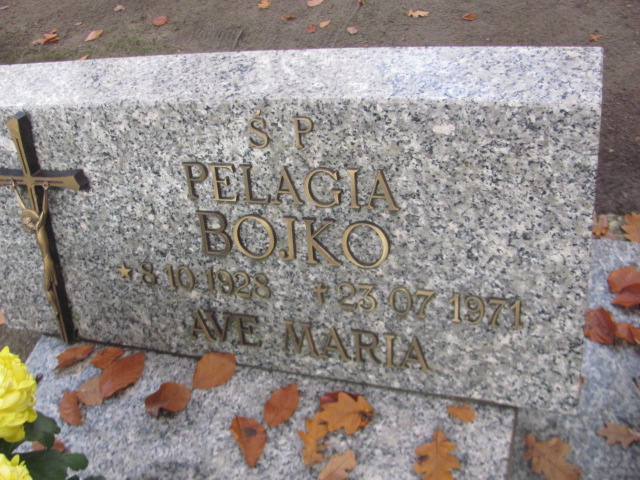 Ś P
PELAGIA
BOJKO
* 8 10 1928 † 23 07 1971
AVE MARIA